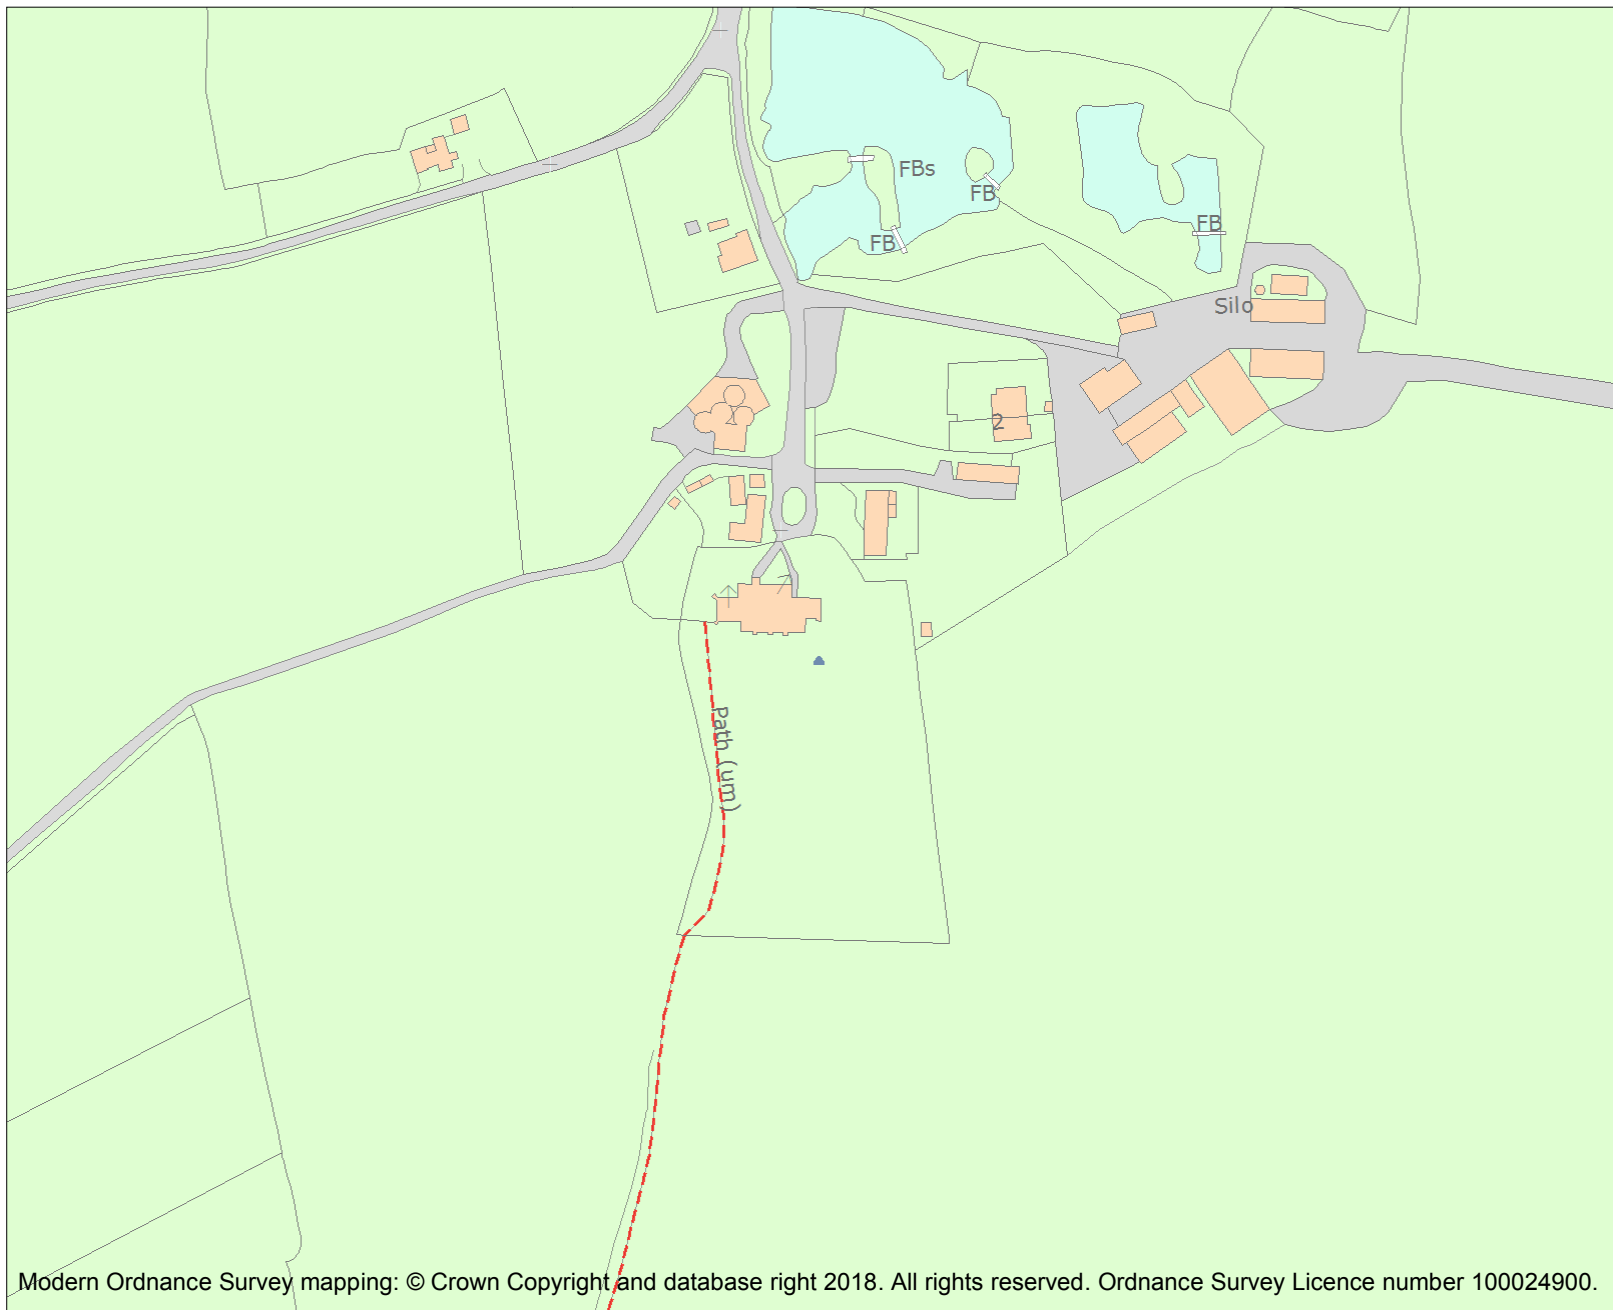 FBs
FB
FB
FB
Silo
2
Path (um)
Modern Ordnance Survey mapping: © Crown Copyright and database right 2018. All rights reserved. Ordnance Survey Licence number 100024900.